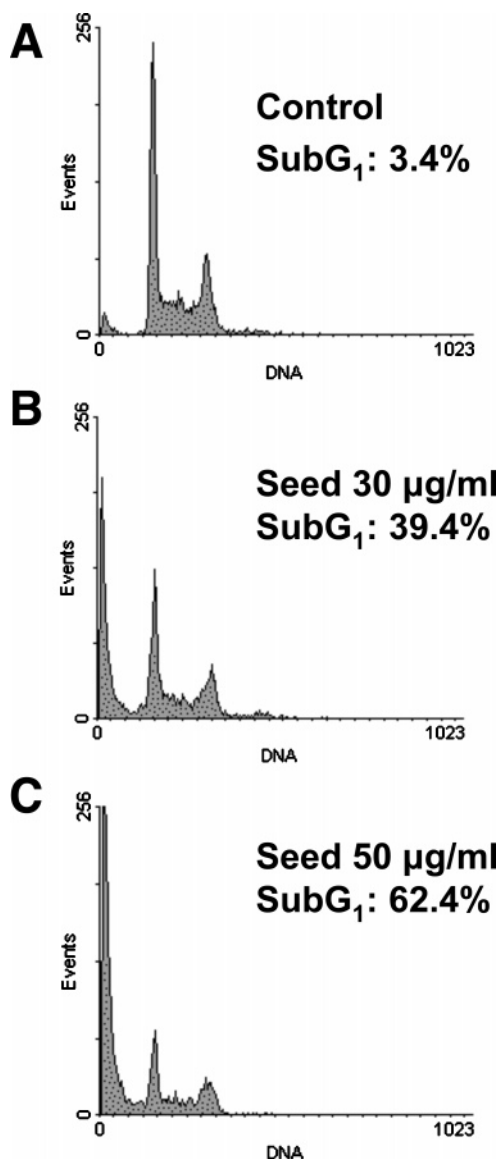 A
256
Control
SubG₁: 3.4%
Events
0
0
1023
DNA
B
256
Seed 30 µg/ml
SubG₁: 39.4%
Events
0
0
1023
DNA
C
256
Seed 50 µg/ml
SubG₁: 62.4%
Events
0
0
1023
DNA